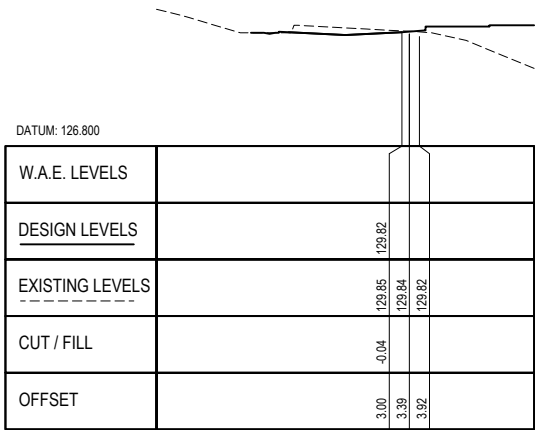 DATUM: 126.800
W.A.E. LEVELS
DESIGN LEVELS
129.82
EXISTING LEVELS
129.85
129.84
129.82
CUT / FILL
-0.04
OFFSET
3.00
3.39
3.92